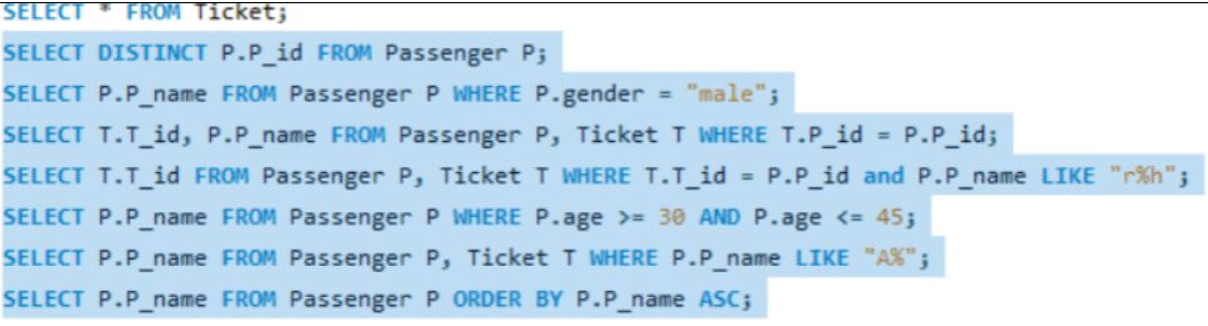 SELECT * FROM Ticket;
SELECT DISTINCT P.P_id FROM Passenger P;
SELECT P.P_name FROM Passenger P WHERE P.gender = "male";
SELECT T.T_id, P.P_name FROM Passenger P, Ticket T WHERE T.P_id = P.P_id;
SELECT T.T_id FROM Passenger P, Ticket T WHERE T.T_id = P.P_id and P.P_name LIKE "r%h";
SELECT P.P_name FROM Passenger P WHERE P.age >= 30 AND P.age <= 45;
SELECT P.P_name FROM Passenger P, Ticket T WHERE P.P_name LIKE "A%";
SELECT P.P_name FROM Passenger P ORDER BY P.P_name ASC;